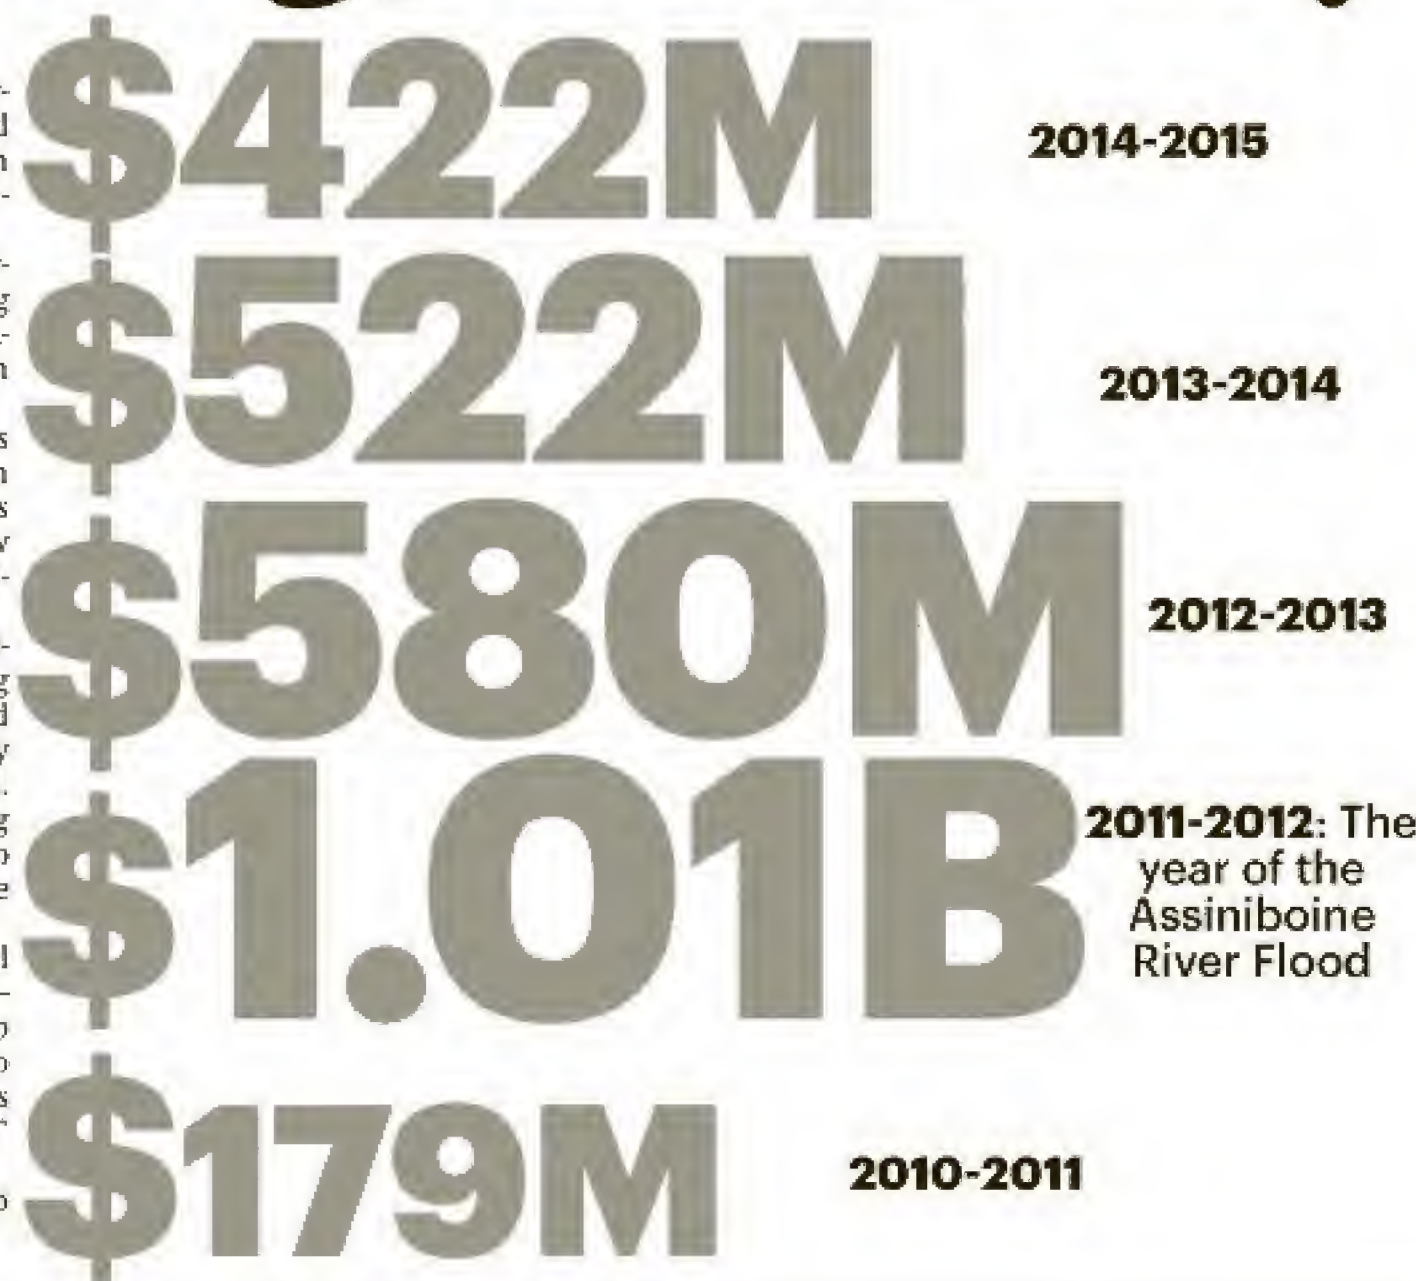 $422M 2014-2015
$522M 2013-2014
$580M 2012-2013
$1.01B 2011-2012: The
year of the
Assiniboine
River Flood
$179M 2010-2011